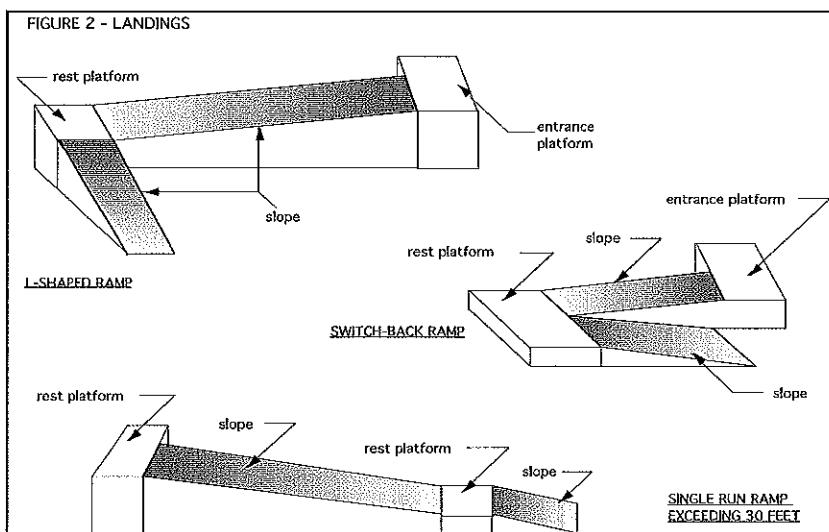 FIGURE 2 - LANDINGS
rest platform
entrance
platform
slope
L-SHAPED RAMP
entrance platform
slope
rest platform
SWITCH-BACK RAMP
slope
rest platform
slope
rest platform
slope
SINGLE RUN RAMP
EXCEEDING 30 FEET